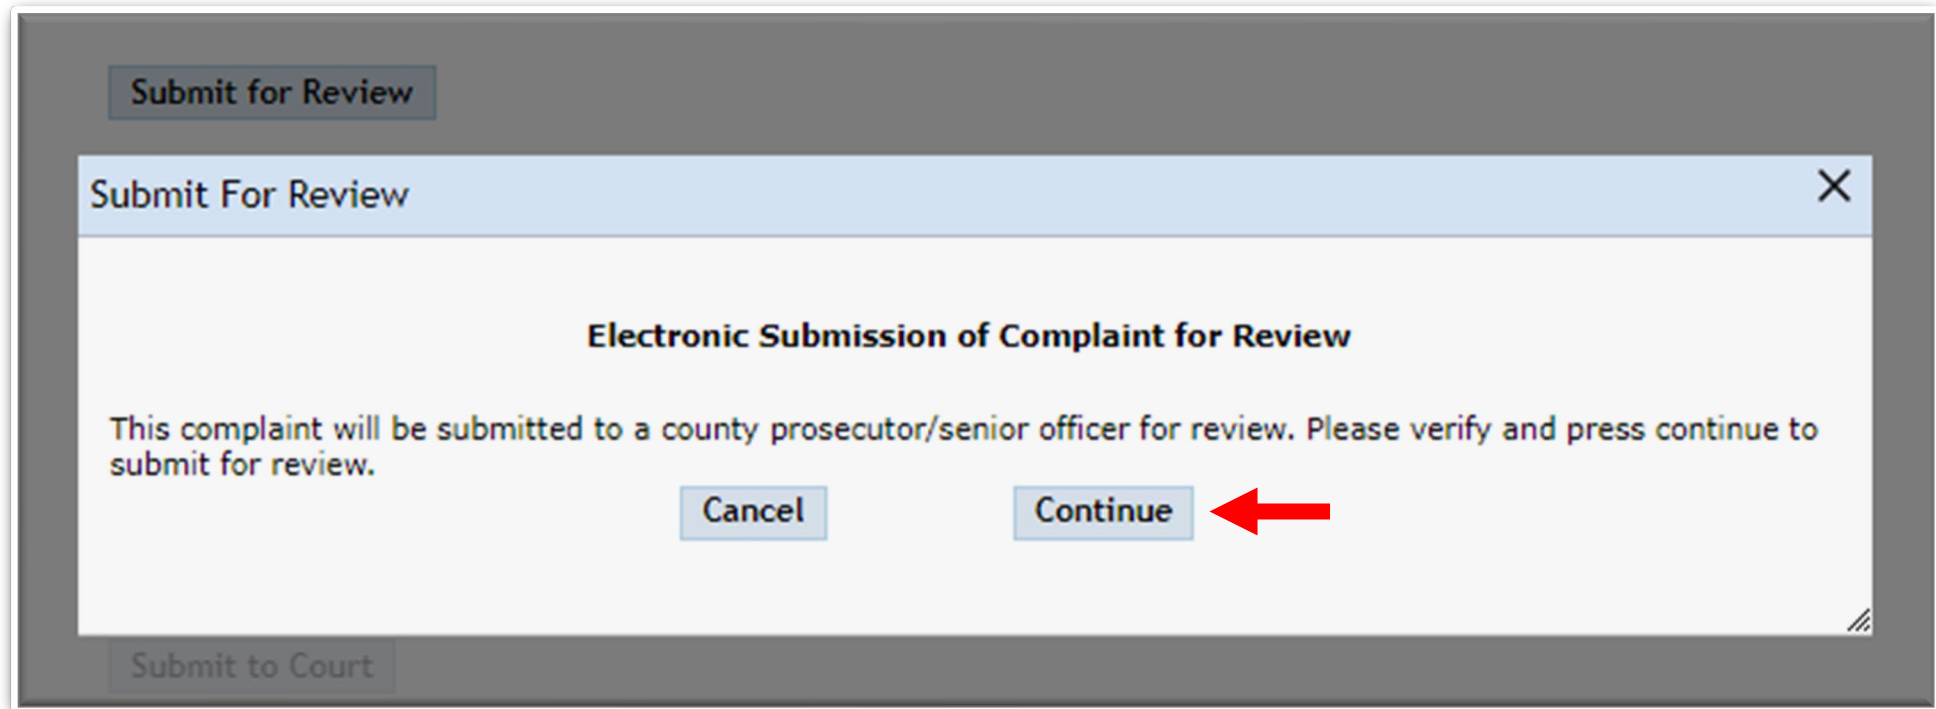 Submit for Review
Submit For Review
Electronic Submission of Complaint for Review
This complaint will be submitted to a county prosecutor/senior officer for review. Please verify and press continue to
submit for review.
Cancel Continue
Submit to Court